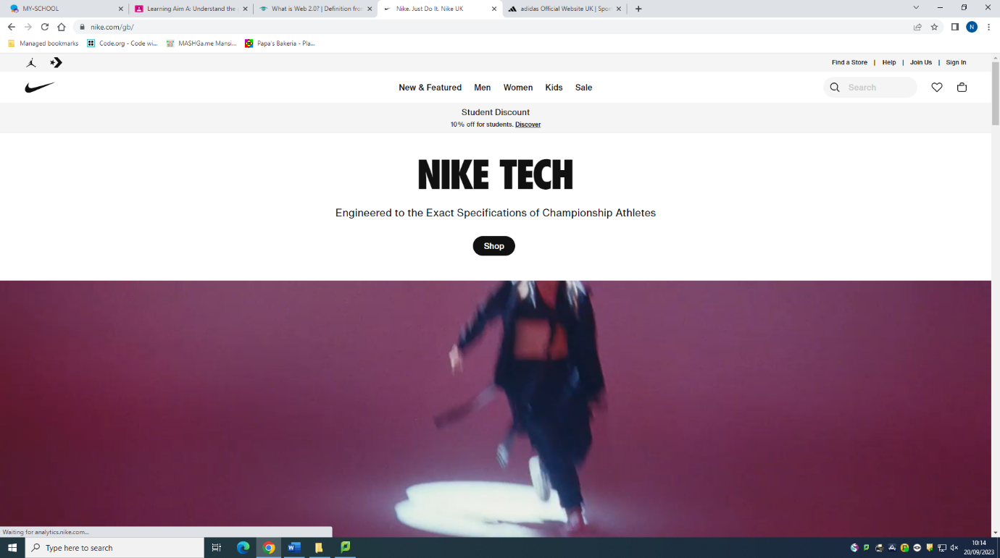 MY-SCHOOL
Learning Aim A: Understand the
What is Web 2.0? | Definition from
Nike. Just Do It. Nike UK
adidas Official Website UK | Spor
nike.com/gb/
N
Managed bookmarks
Code.org - Code wi...
MASHGa.me Mansi...
Papa's Bakeria - Pla...
Find a Store | Help | Join Us | Sign In
New & Featured Men Women Kids Sale
Search
Student Discount
10% off for students. Discover
NIKE TECH
Engineered to the Exact Specifications of Championship Athletes
Shop
Waiting for analytics.nike.com...
Type here to search
10:14
20/09/2023